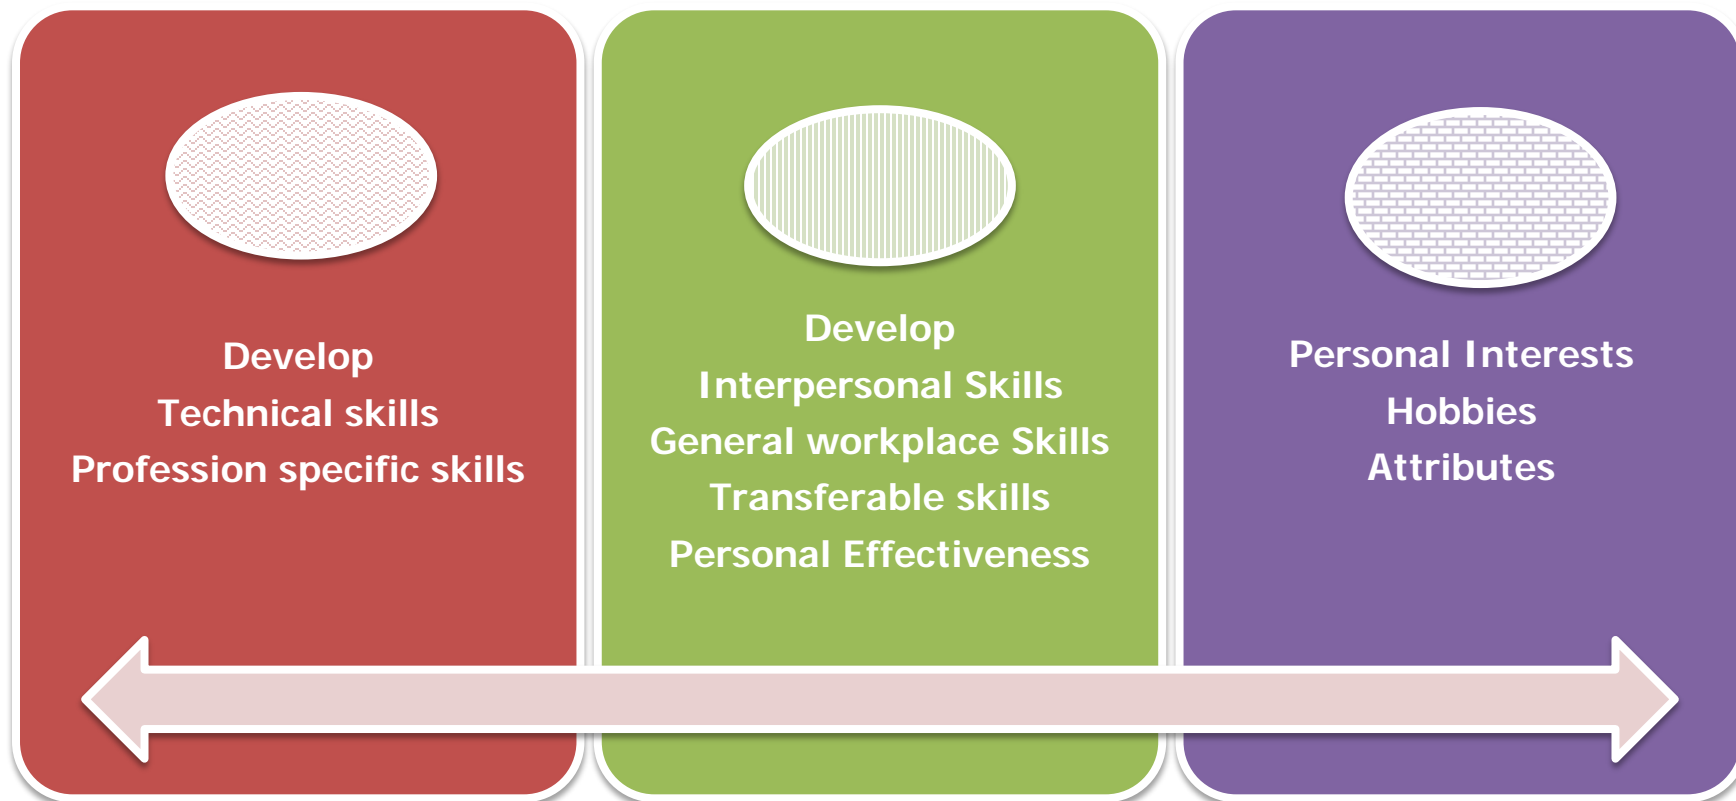 Develop
Technical skills
Profession specific skills
Develop
Interpersonal Skills
General workplace Skills
Transferable skills
Personal Effectiveness
Personal Interests
Hobbies
Attributes